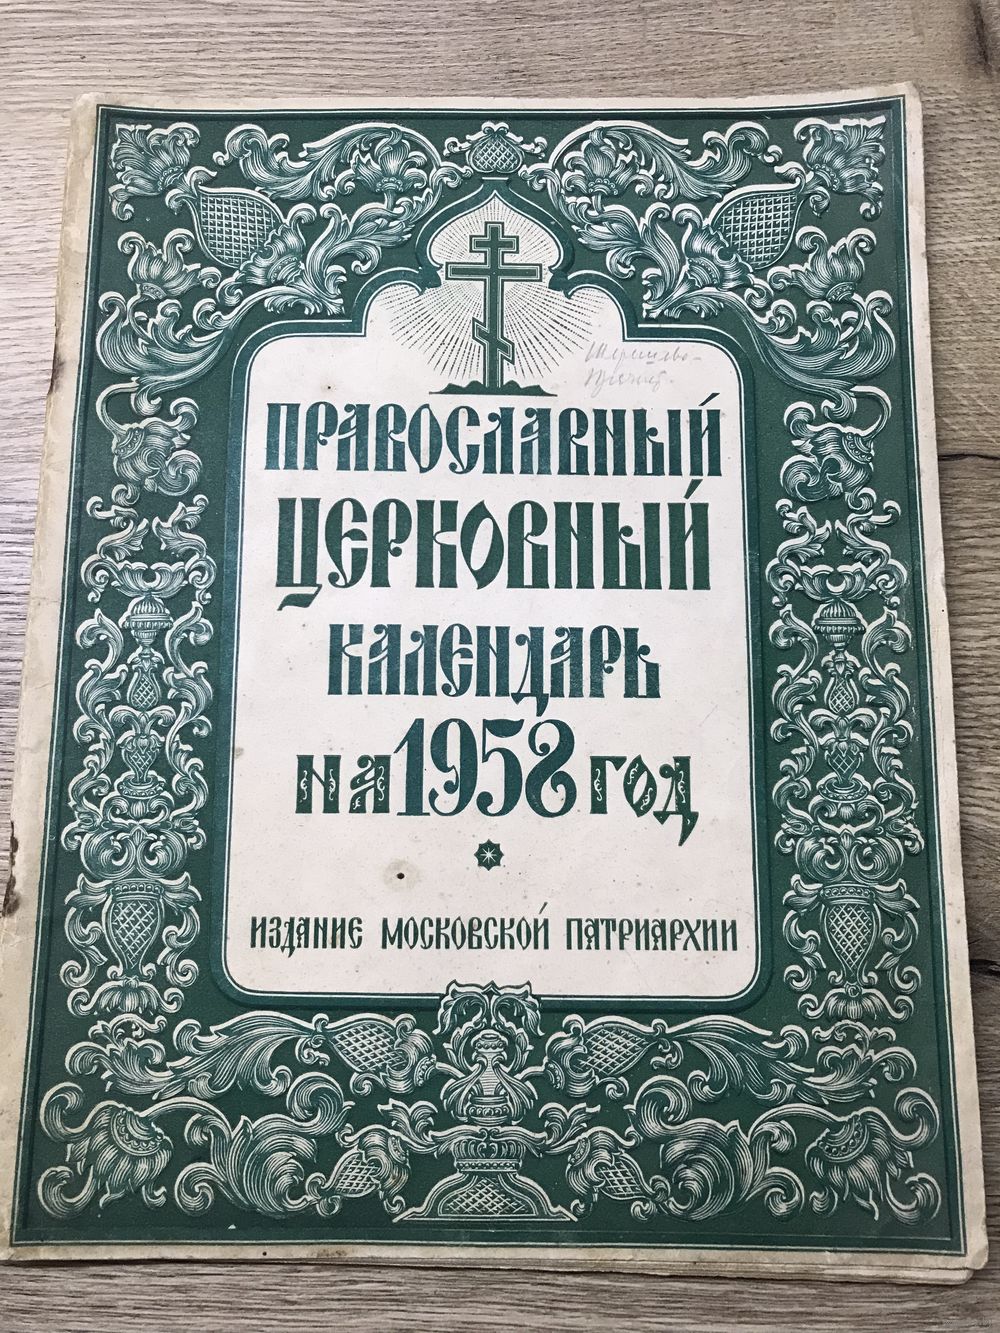 ПРАВОСЛАВНЫЙ
ЦЕРКОВНЫЙ
КАЛЕНДАРЬ
НА 1958 ГОД
ИЗДАНИЕ МОСКОВСКОЙ ПАТРИАРХИИ